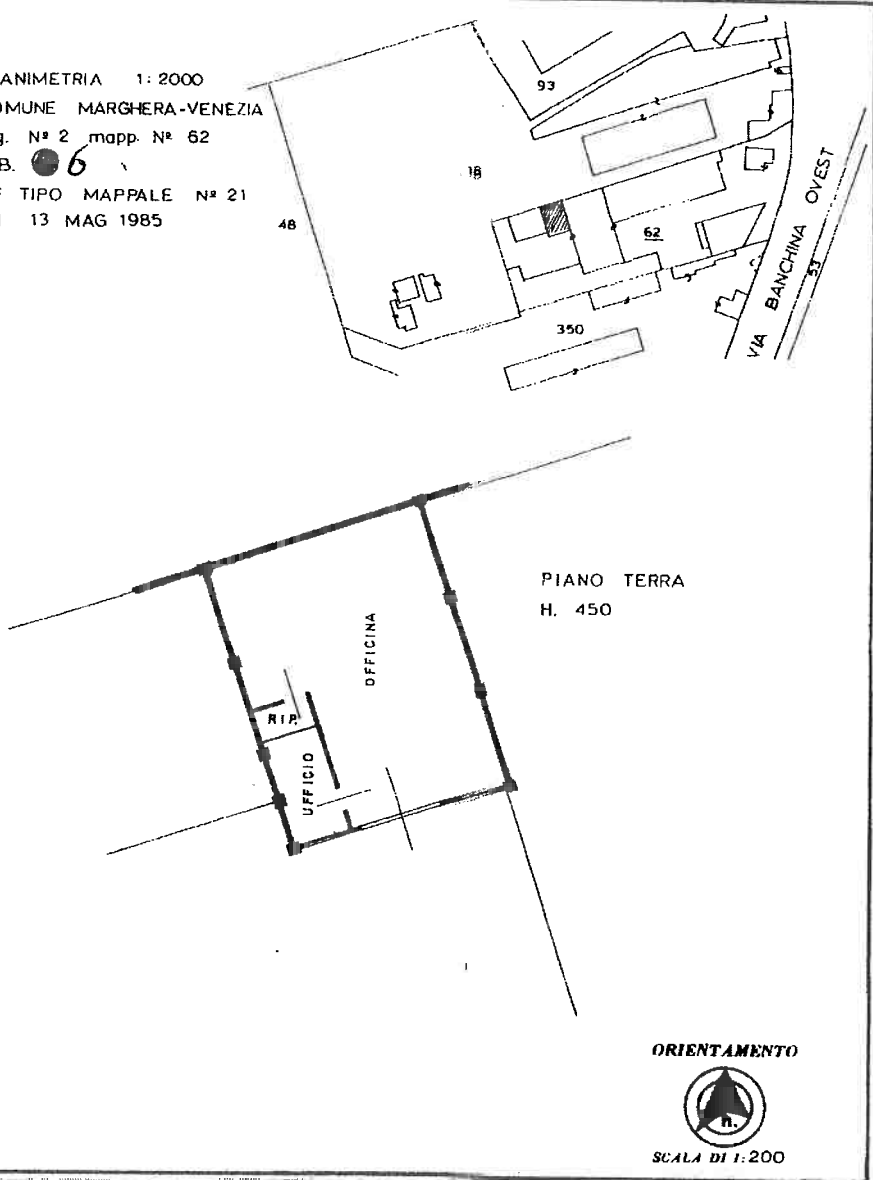 ANIMETRIA 1: 2000
OMUNE MARGHERA-VENEZIA
g. Nº 2 mapp. Nº 62
B. 6
TIPO MAPPALE Nº 21
13 MAG 1985
93
18
48
62
350
VIA BANCHINA OVEST
53
PIANO TERRA
H. 450
OFFICINA
RIP.
UFFICIO
ORIENTAMENTO
n.
SCALA DI 1:200